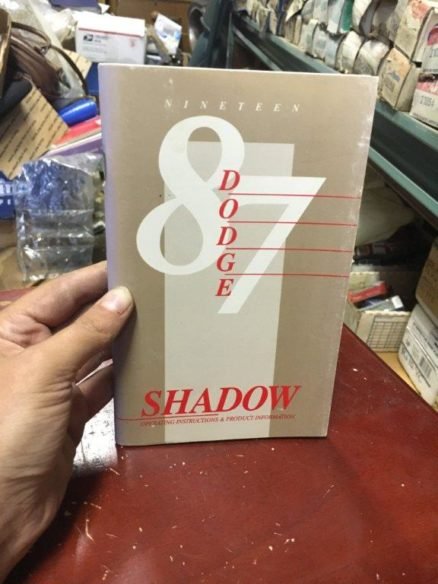 NINETEEN
87
DODGE
SHADOW
OPERATING INSTRUCTIONS & PRODUCT INFORMATION